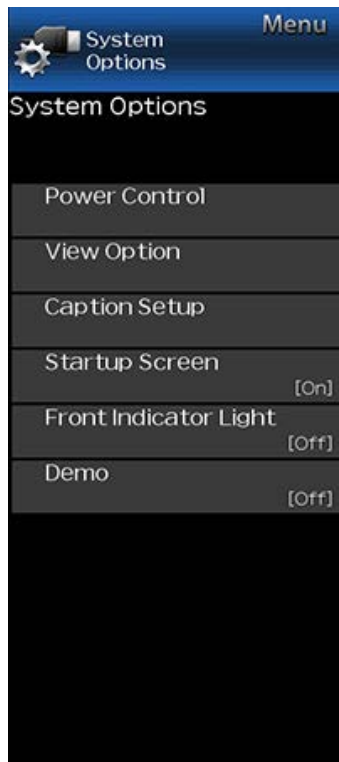 Menu
System
Options
System Options
Power Control
View Option
Caption Setup
Startup Screen
[On]
Front Indicator Light
[Off]
Demo
[Off]